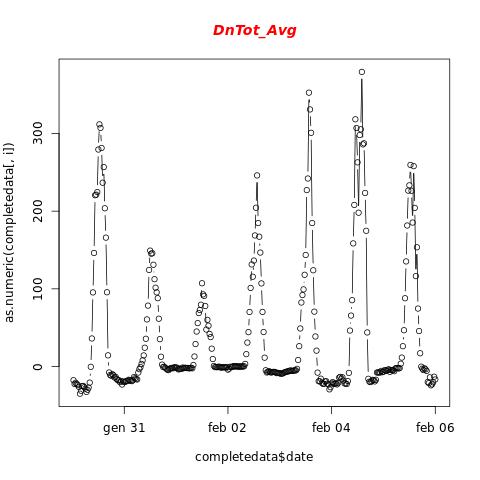 DnTot_Avg
as.numeric(completedata[, i])
300
200
100
0
gen 31
feb 02
feb 04
feb 06
completedata$date